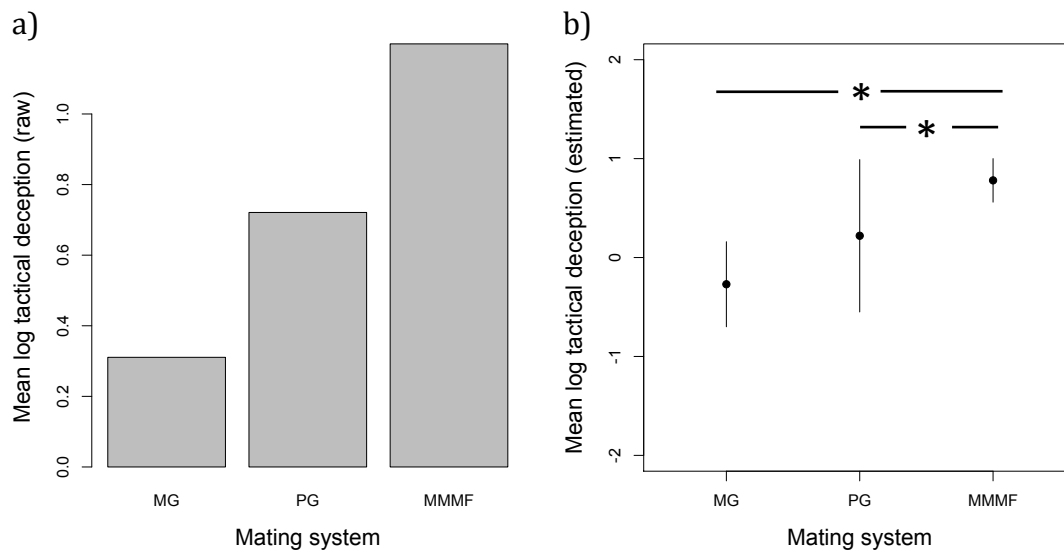 a)
Mean log tactical deception (raw)
1.0
0.8
0.6
0.4
0.2
0.0
MG PG MMMF
Mating system
b)
Mean log tactical deception (estimated)
2
1
0
-1
-2
*
*
MG PG MMMF
Mating system